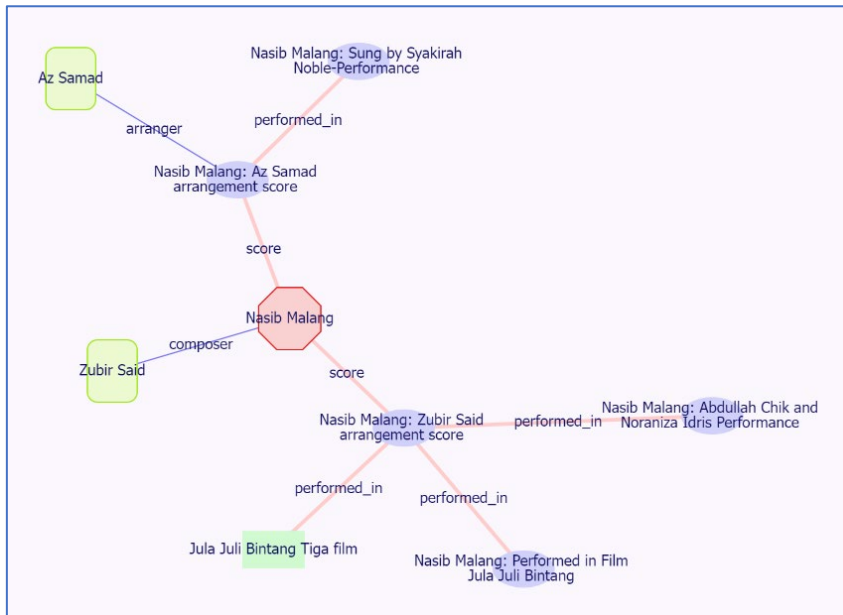 Nasib Malang: Sung by Syakirah
Noble-Performance
Az Samad
performed_in
arranger
Nasib Malang: Az Samad
arrangement score
score
Nasib Malang
composer
Zubir Said
score
Nasib Malang: Zubir Said
arrangement score
performed_in
Nasib Malang: Abdullah Chik and
Noraniza Idris Performance
performed_in
performed_in
Jula Juli Bintang Tiga film
Nasib Malang: Performed in Film
Jula Juli Bintang